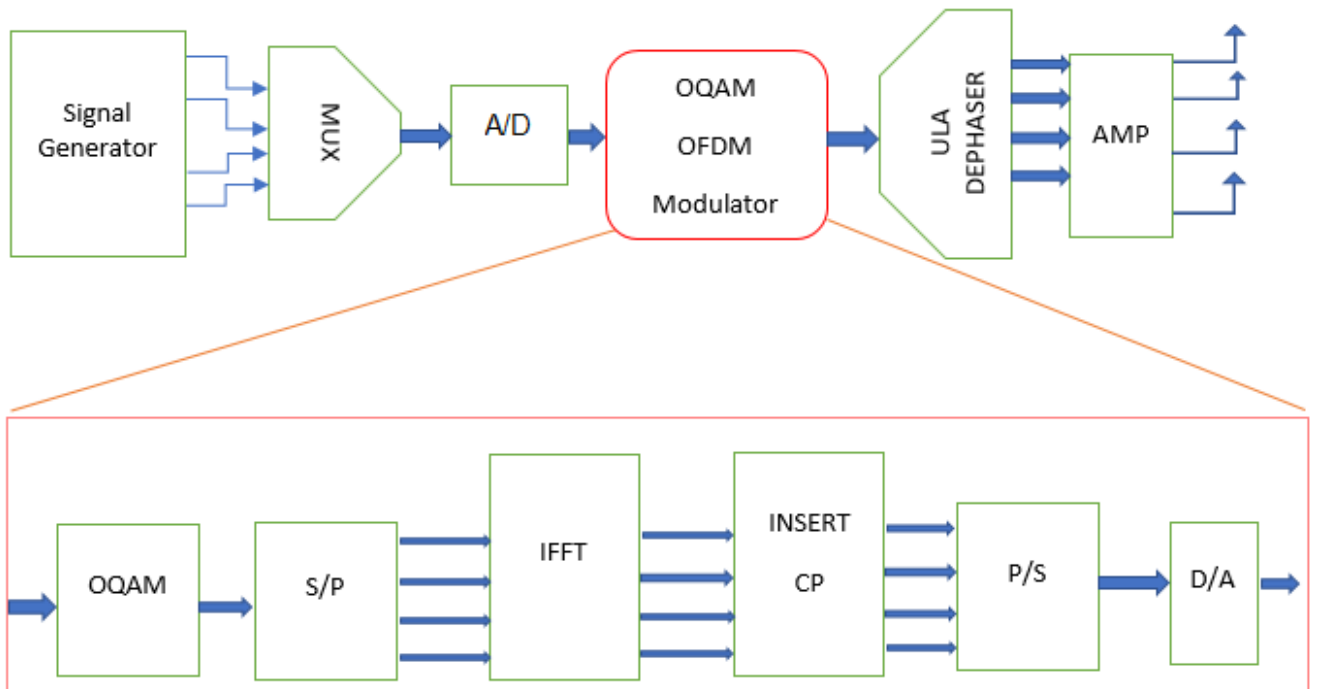 Signal
Generator
MUX
A/D
OQAM
OFDM
Modulator
ULA
DEPHASER
AMP
OQAM
S/P
IFFT
INSERT
CP
P/S
D/A